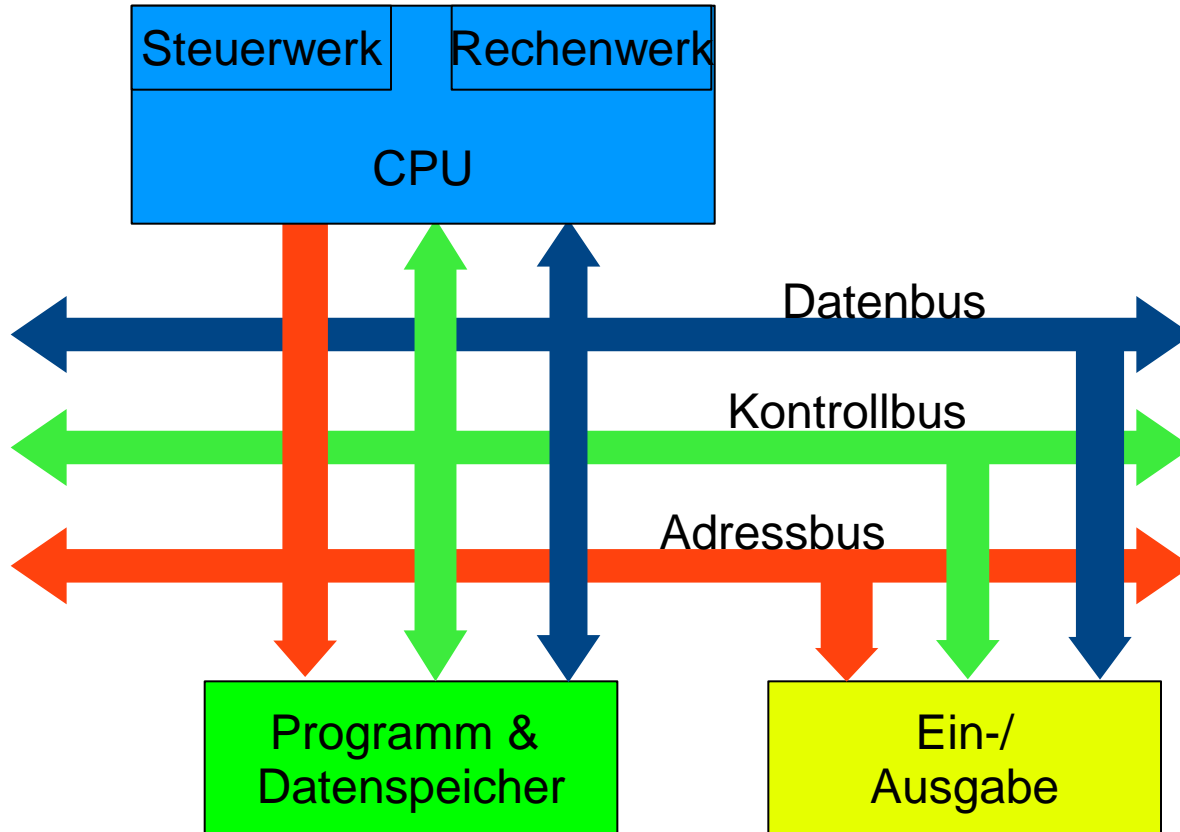 Steuerwerk
Rechenwerk
CPU
Datenbus
Kontrollbus
Adressbus
Programm &
Datenspeicher
Ein-/
Ausgabe